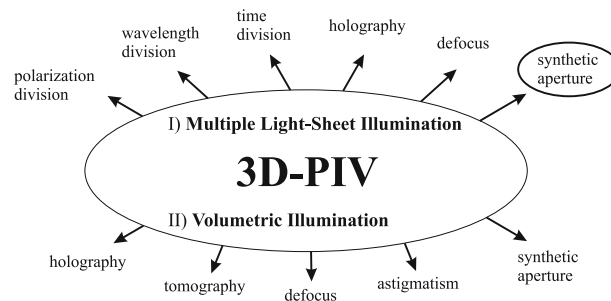 time
division
holography
wavelength
division
defocus
synthetic
aperture
polarization
division
I) Multiple Light-Sheet Illumination
3D-PIV
II) Volumetric Illumination
holography
tomography
defocus
astigmatism
synthetic
aperture